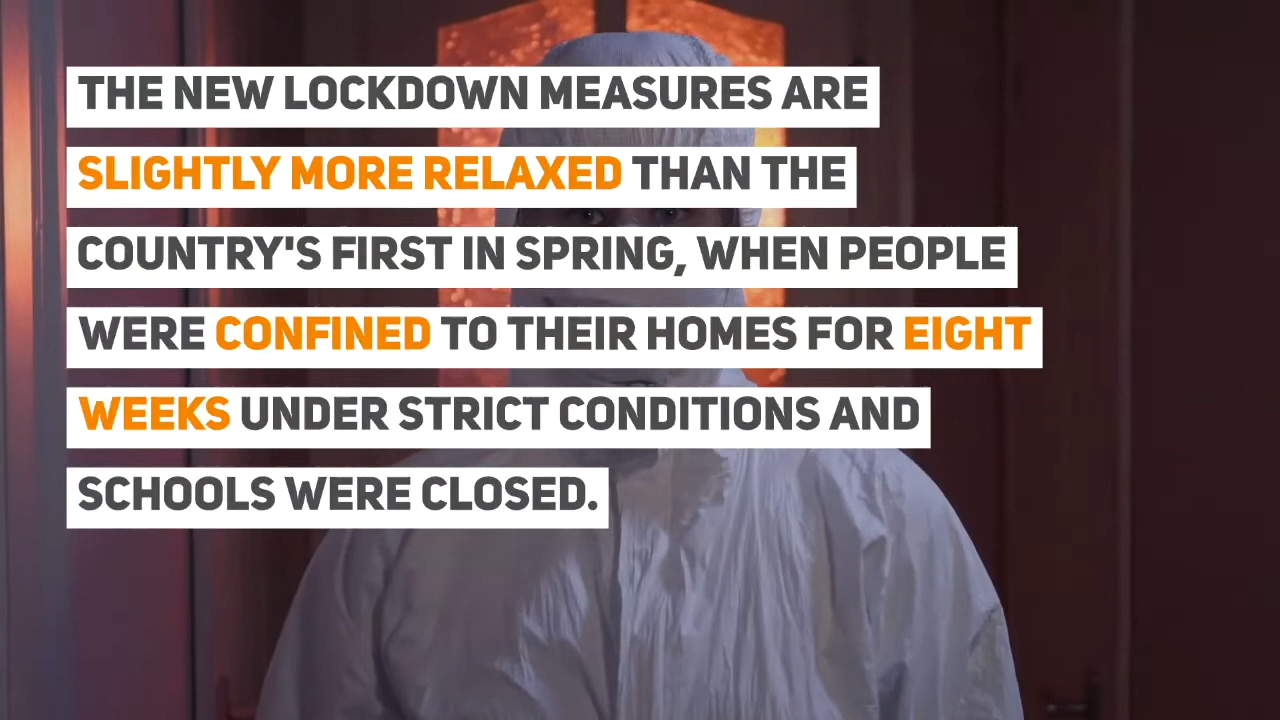 THE NEW LOCKDOWN MEASURES ARE
SLIGHTLY MORE RELAXED THAN THE
COUNTRY'S FIRST IN SPRING, WHEN PEOPLE
WERE CONFINED TO THEIR HOMES FOR EIGHT
WEEKS UNDER STRICT CONDITIONS AND
SCHOOLS WERE CLOSED.